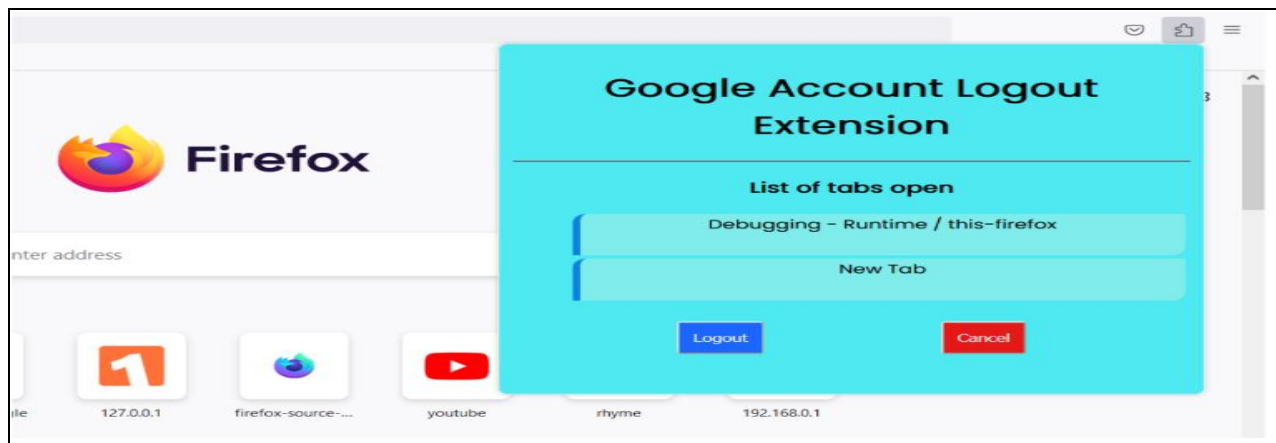 Google Account Logout
Extension
Firefox
List of tabs open
Debugging - Runtime / this-firefox
nter address
New Tab
Logout
Cancel
127.0.0.1
firefox-source-...
youtube
rhyme
192.168.0.1